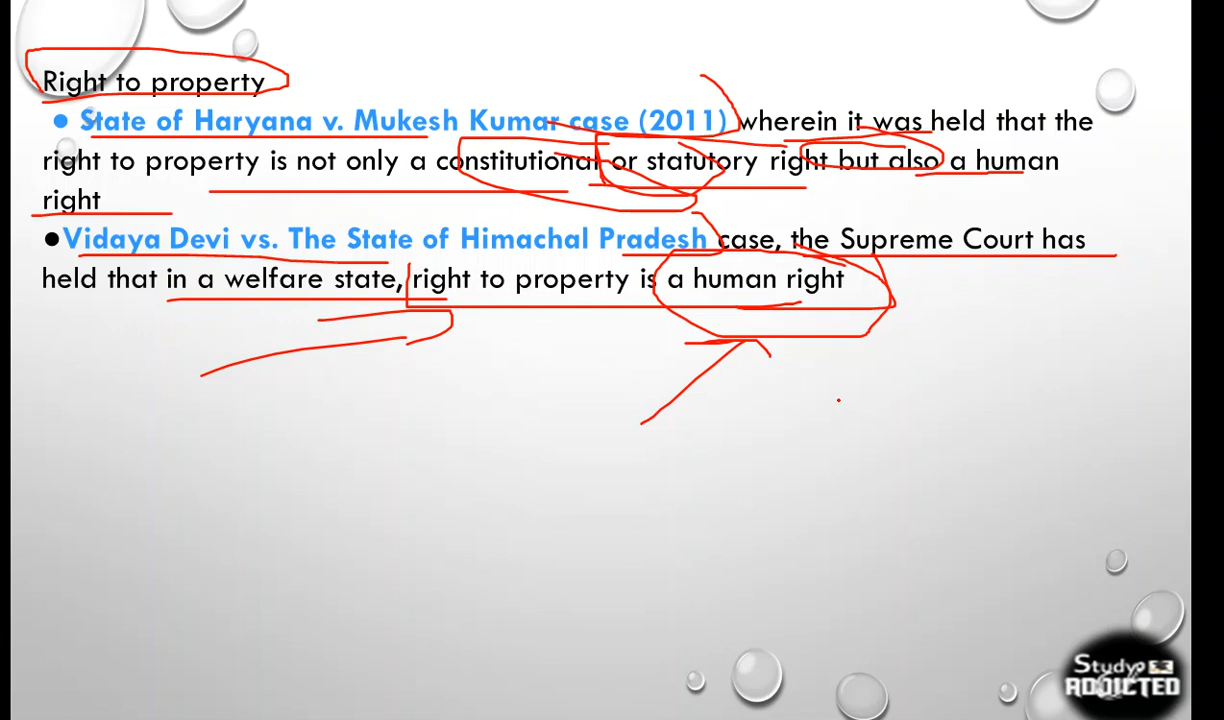 Right to property
● State of Haryana v. Mukesh Kumar case (2011) wherein it was held that the
right to property is not only a constitutional or statutory right but also a human
right
●Vidaya Devi vs. The State of Himachal Pradesh case, the Supreme Court has
held that in a welfare state, right to property is a human right
Study
ADDICTED